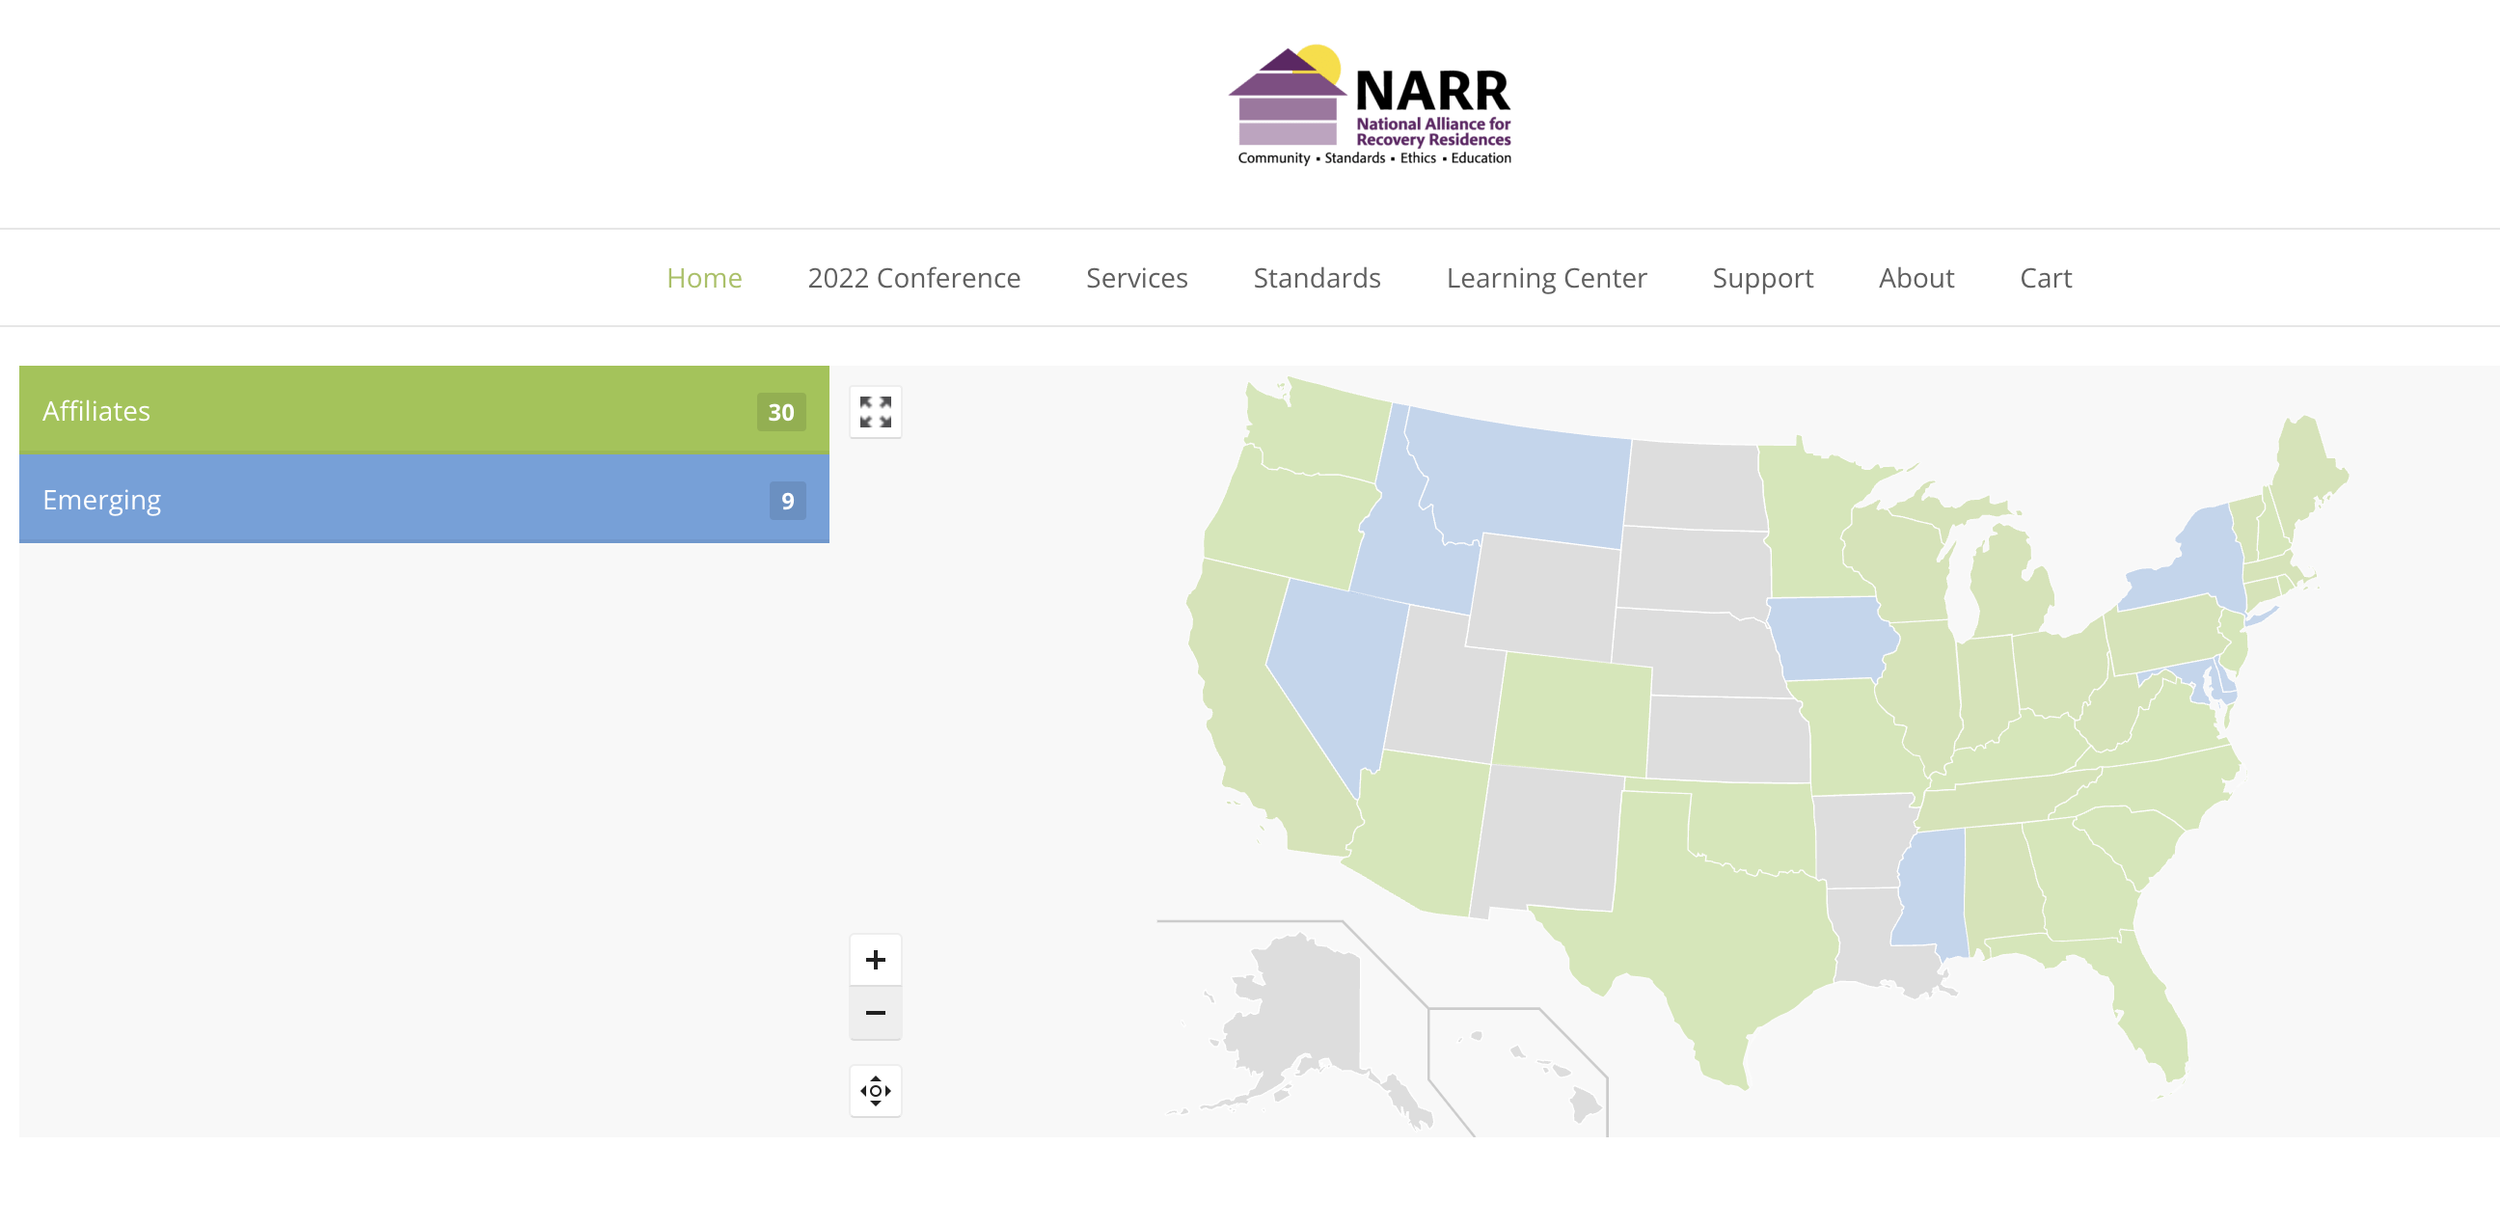 NARR
National Alliance for
Recovery Residences
Community ▪ Standards ▪ Ethics ▪ Education
Home 2022 Conference Services Standards Learning Center Support About Cart
Affiliates 30
Emerging 9